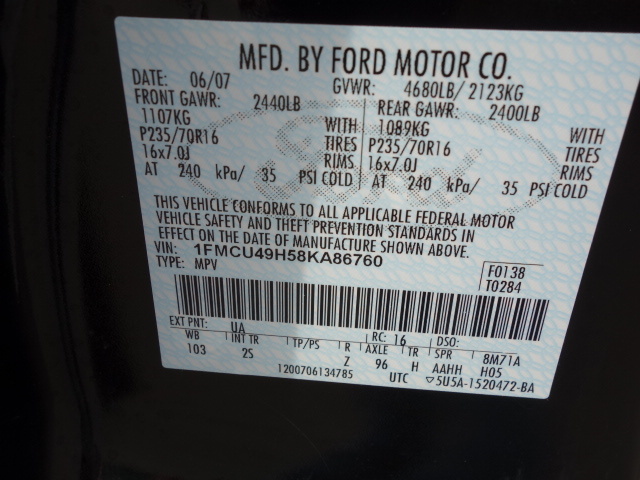 MFD. BY FORD MOTOR CO.
DATE: 06/07 GVWR: 4680LB/ 2123KG
FRONT GAWR: 2440LB REAR GAWR: 2400LB
1107KG WITH 1089KG WITH
P235/70R16 TIRES P235/70R16 TIRES
16x7.0J RIMS 16x7.0J RIMS
AT 240 kPa/ 35 PSI COLD AT 240 kPa/ 35 PSI COLD
Ford
THIS VEHICLE CONFORMS TO ALL APPLICABLE FEDERAL MOTOR
VEHICLE SAFETY AND THEFT PREVENTION STANDARDS IN
EFFECT ON THE DATE OF MANUFACTURE SHOWN ABOVE.
VIN: 1FMCU49H58KA86760
TYPE: MPV
F0138
T0284
EXT PNT: UA RC: 16 DSO:
WB INT TR TP/PS R AXLE TR SPR 8M71A
103 2S Z 96 H AAHH H05
1200706134785 UTC ▽5U5A-1520472-BA